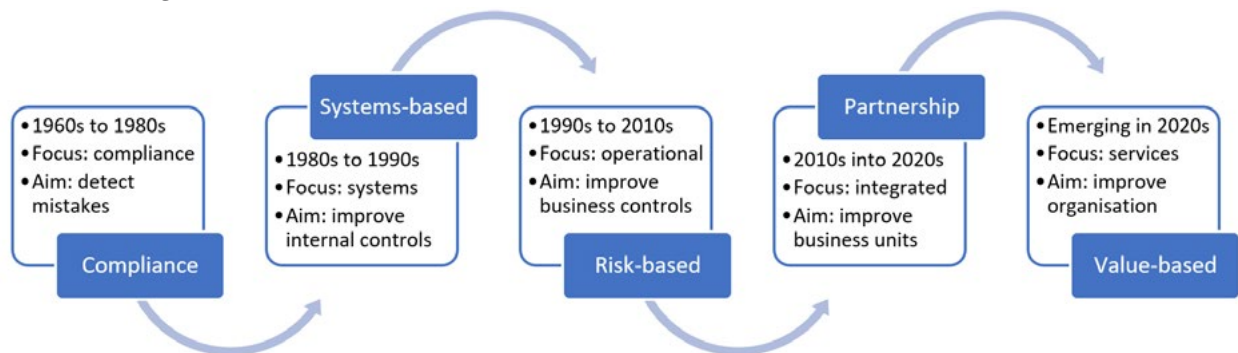 • 1960s to 1980s
• Focus: compliance
• Aim: detect
mistakes
Compliance
Systems-based
• 1980s to 1990s
• Focus: systems
• Aim: improve
internal controls
• 1990s to 2010s
• Focus: operational
• Aim: improve
business controls
Risk-based
Partnership
• 2010s into 2020s
• Focus: integrated
• Aim: improve
business units
• Emerging in 2020s
• Focus: services
• Aim: improve
organisation
Value-based